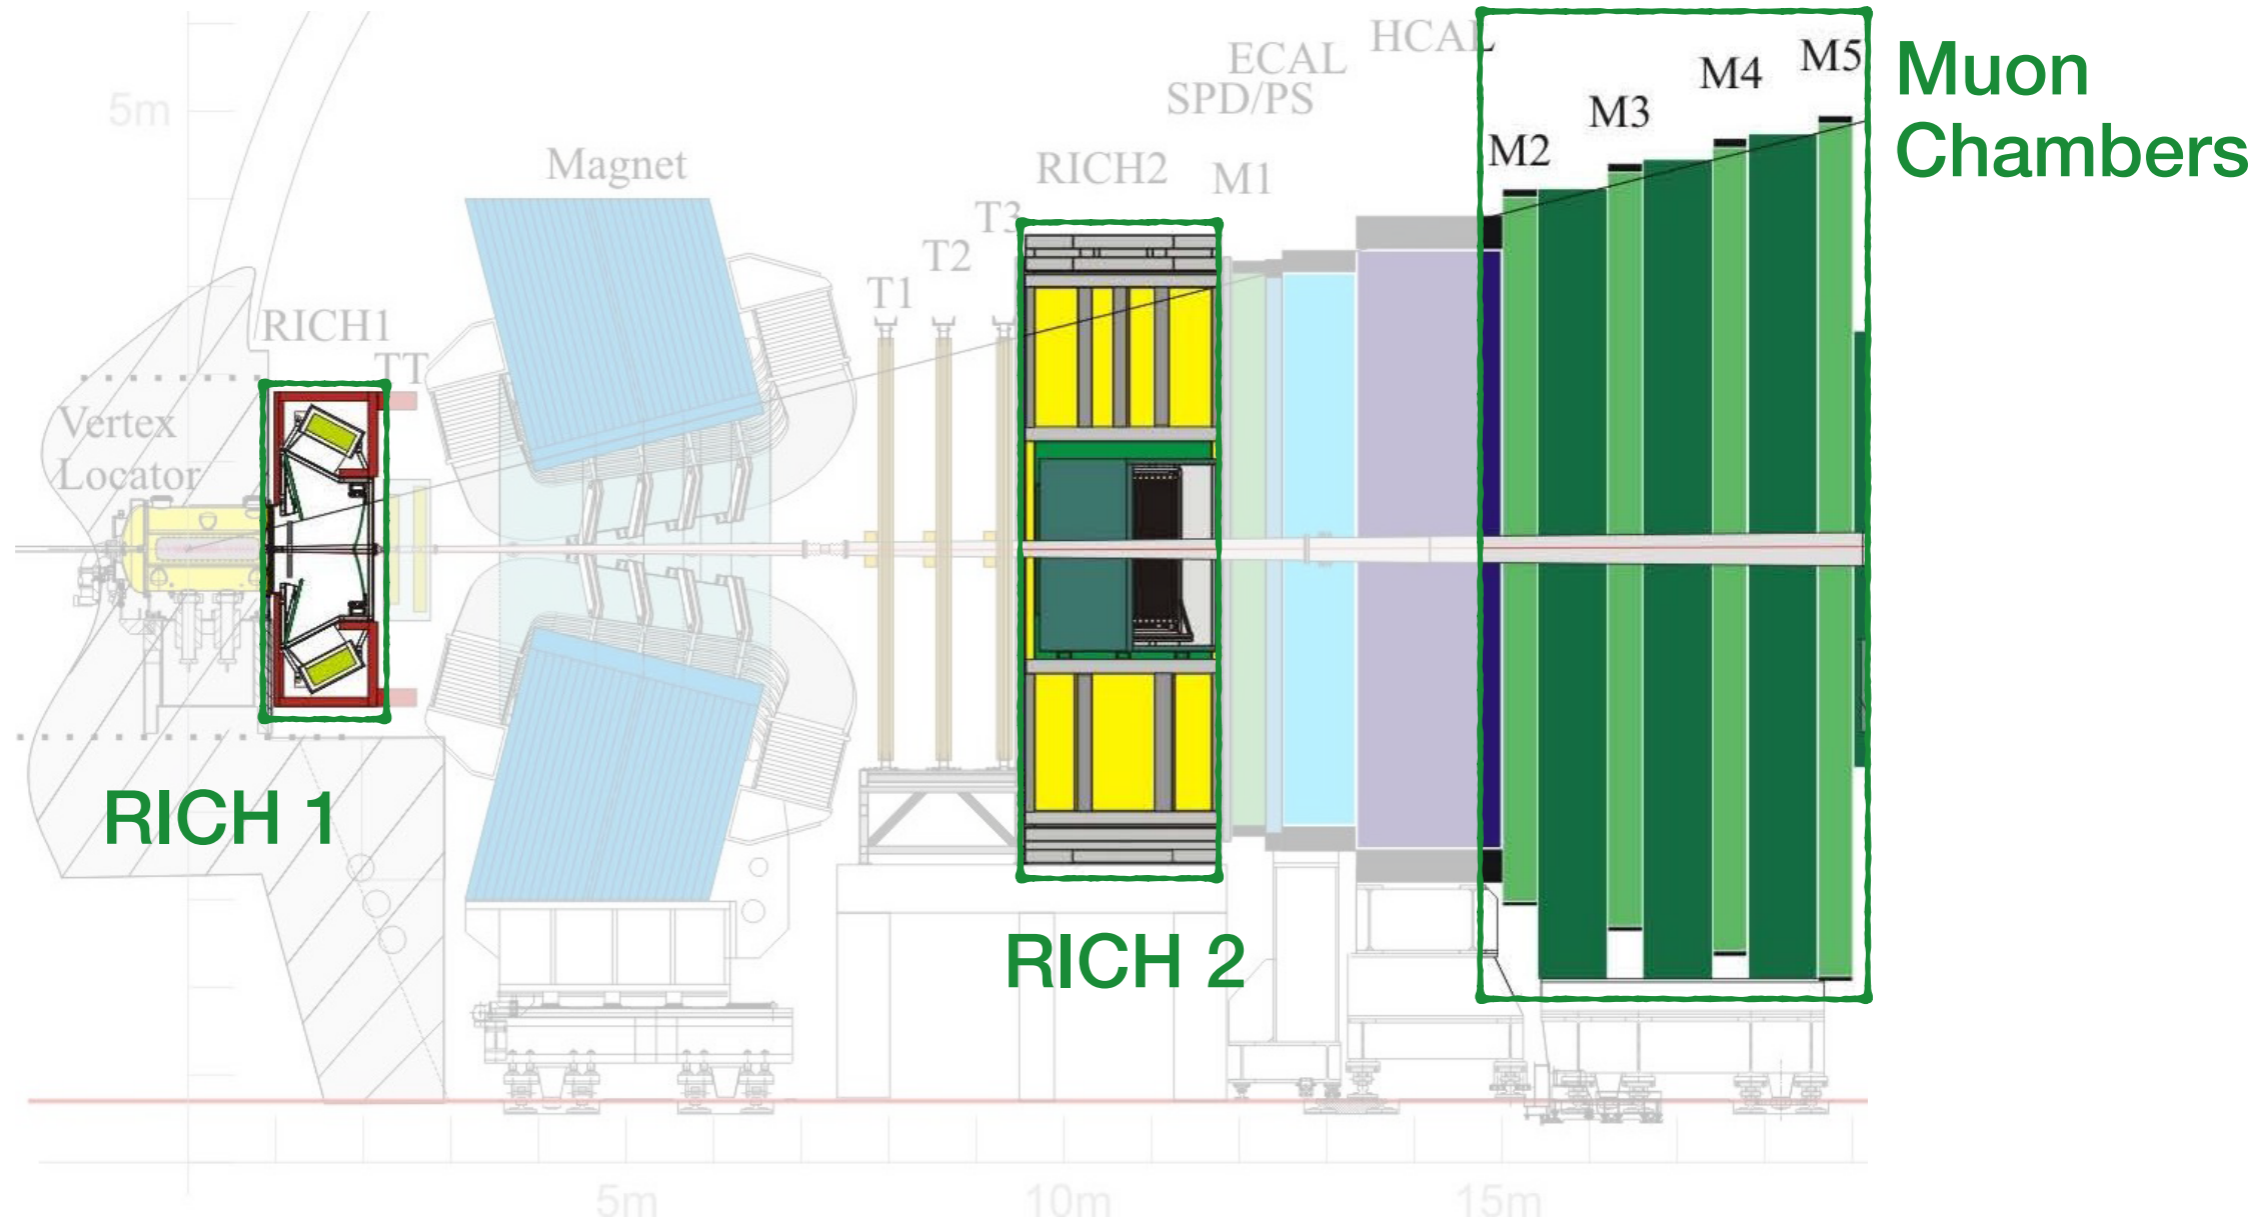 HCAL
M5
Muon
Chambers
ECAL
M4
SPD/PS
5m
M3
M2
Magnet
RICH2
M1
T3
T2
T1
RICH1
TT
Vertex
Locator
RICH 1
RICH 2
5m
10m
15m